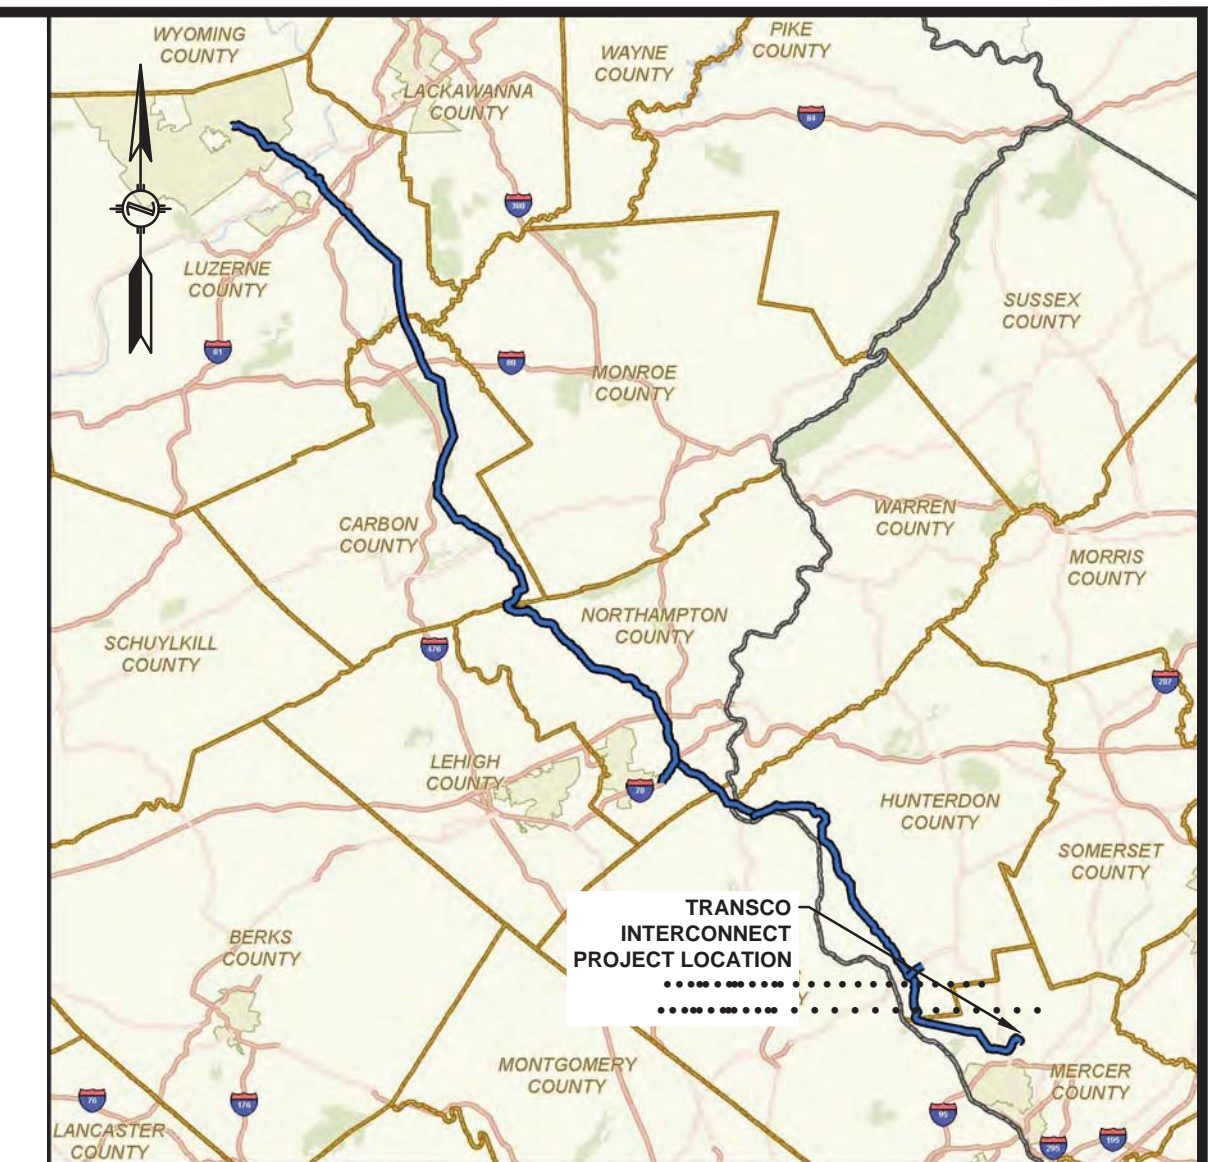 WYOMING
COUNTY
PIKE
COUNTY
WAYNE
COUNTY
LACKAWANNA
COUNTY
84
380
LUZERNE
COUNTY
SUSSEX
COUNTY
81
80
MONROE
COUNTY
CARBON
COUNTY
WARREN
COUNTY
MORRIS
COUNTY
NORTHAMPTON
COUNTY
SCHUYLKILL
COUNTY
476
287
LEHIGH
COUNTY
78
HUNTERDON
COUNTY
SOMERSET
COUNTY
TRANSCO
INTERCONNECT
PROJECT LOCATION
BERKS
COUNTY
Y
MONTGOMERY
COUNTY
MERCER
COUNTY
76
176
95
195
295
LANCASTER
COUNTY